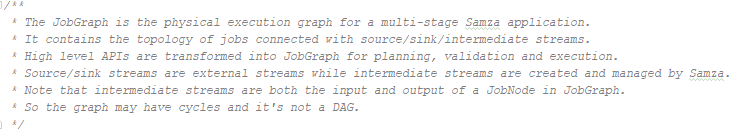 /**
* The JobGraph is the physical execution graph for a multi-stage Samza application.
* It contains the topology of jobs connected with source/sink/intermediate streams.
* High level APIs are transformed into JobGraph for planning, validation and execution.
* Source/sink streams are external streams while intermediate streams are created and managed by Samza.
* Note that intermediate streams are both the input and output of a JobNode in JobGraph.
* So the graph may have cycles and it's not a DAG.
*/